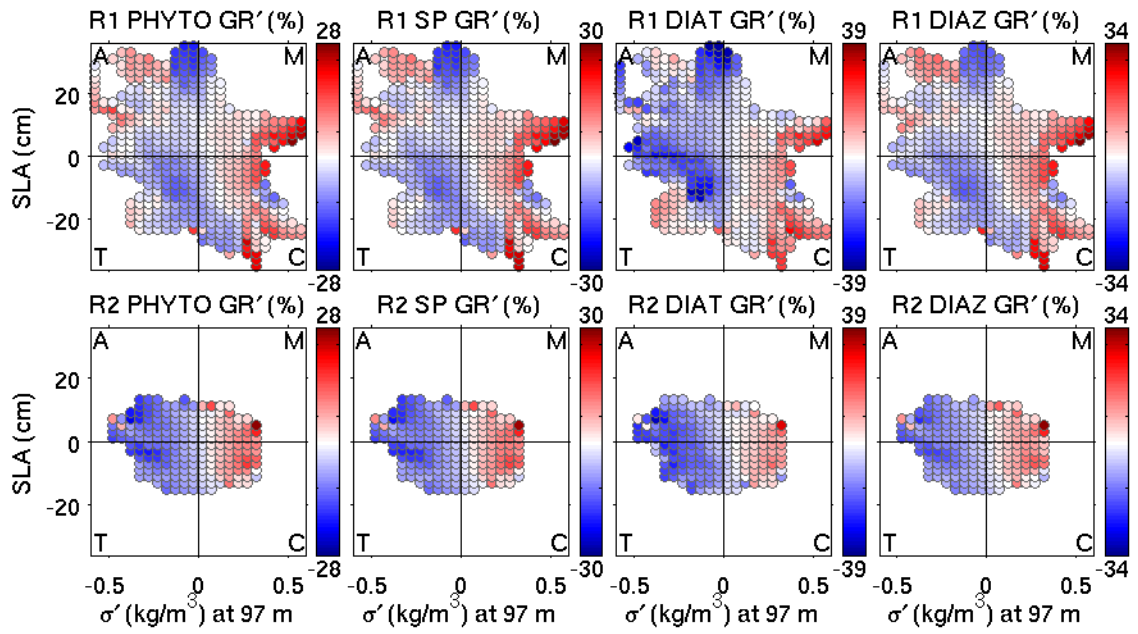 R1 PHYTO GR′ (%) R1 SP GR′ (%) R1 DIAT GR′ (%) R1 DIAZ GR′ (%)
28 30 39 34
A M A M A M A M
SLA (cm)
20
0
-20
T C T C T C T C
-28 -30 -39 -34
R2 PHYTO GR′ (%) R2 SP GR′ (%) R2 DIAT GR′ (%) R2 DIAZ GR′ (%)
28 30 39 34
A M A M A M A M
SLA (cm)
20
0
-20
T C T C T C T C
-28 -30 -39 -34
-0.5 0 0.5 -0.5 0 0.5 -0.5 0 0.5 -0.5 0 0.5
σ′ (kg/m³) at 97 m σ′ (kg/m³) at 97 m σ′ (kg/m³) at 97 m σ′ (kg/m³) at 97 m